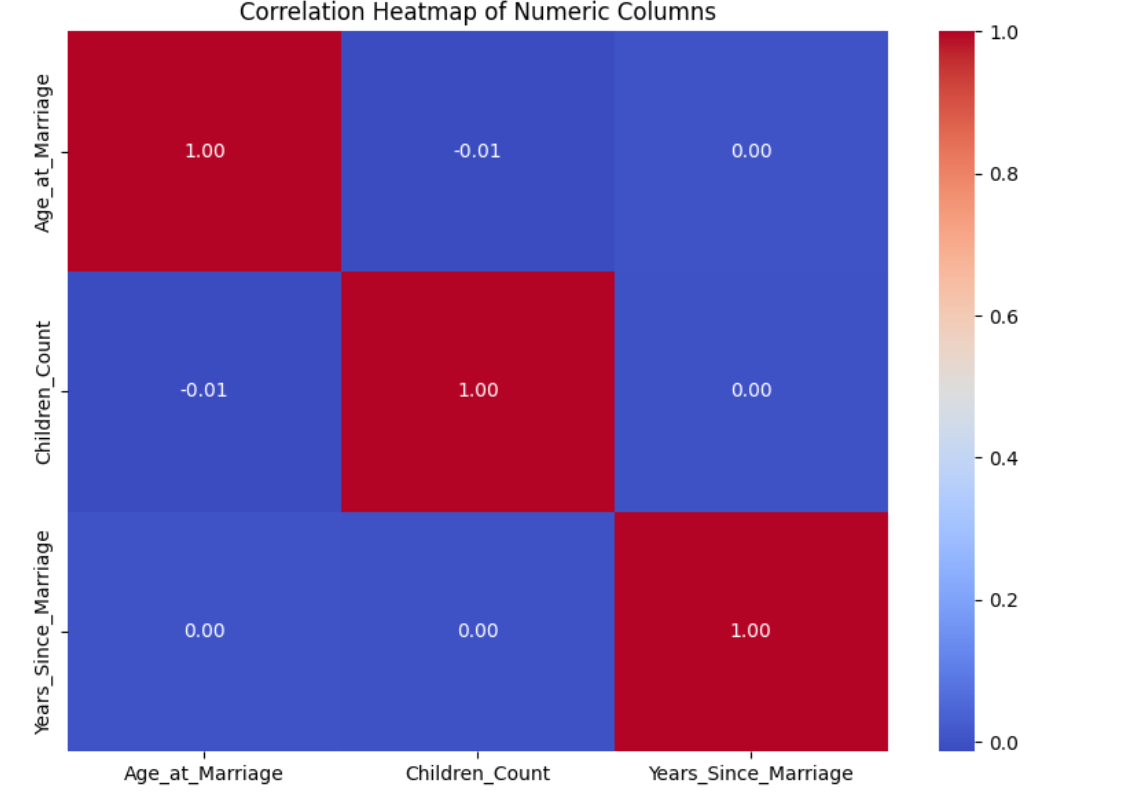 Correlation Heatmap of Numeric Columns
Age_at_Marriage
1.00
-0.01
0.00
Children_Count
-0.01
1.00
0.00
Years_Since_Marriage
0.00
0.00
1.00
Age_at_Marriage
Children_Count
Years_Since_Marriage
1.0
0.8
0.6
0.4
0.2
0.0